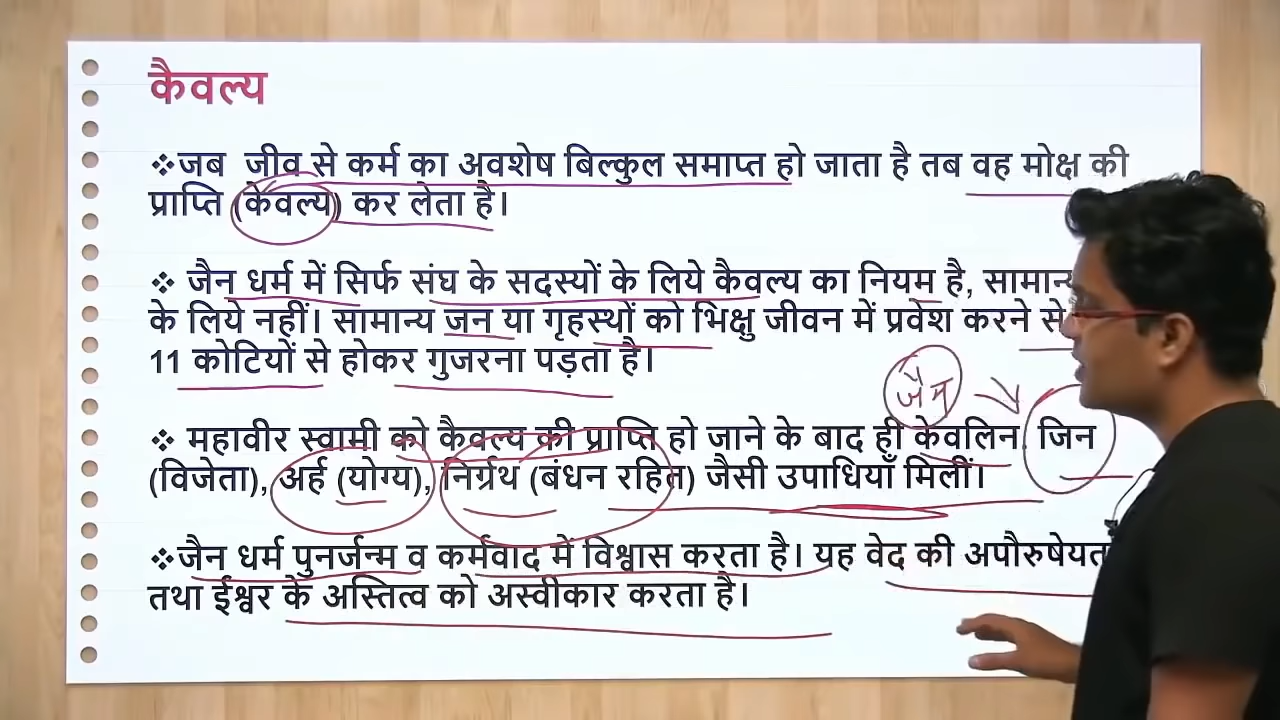 कैवल्य
❖जब जीव से कर्म का अवशेष बिल्कुल समाप्त हो जाता है तब वह मोक्ष की
प्राप्ति (केवल्य) कर लेता है।
❖ जैन धर्म में सिर्फ संघ के सदस्यों के लिये कैवल्य का नियम है, सामान्य
के लिये नहीं। सामान्य जन या गृहस्थों को भिक्षु जीवन में प्रवेश करने से
11 कोटियों से होकर गुजरना पड़ता है।
जैन
❖ महावीर स्वामी को कैवल्य की प्राप्ति हो जाने के बाद ही केवलिन, जिन
(विजेता), अर्ह (योग्य), निर्ग्रथ (बंधन रहित) जैसी उपाधियाँ मिलीं।
❖जैन धर्म पुनर्जन्म व कर्मवाद में विश्वास करता है। यह वेद की अपौरुषेयता
तथा ईश्वर के अस्तित्व को अस्वीकार करता है।